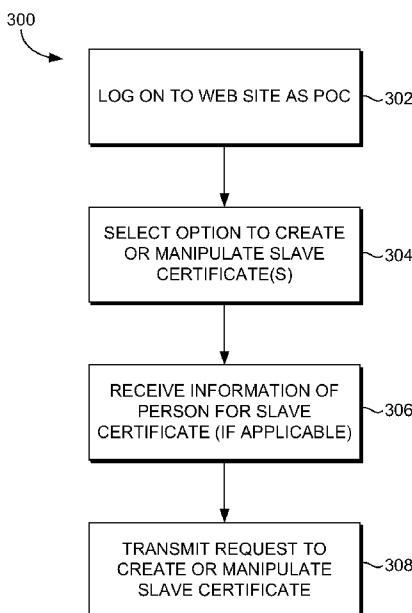 300
LOG ON TO WEB SITE AS POC
302
SELECT OPTION TO CREATE
OR MANIPULATE SLAVE
CERTIFICATE(S)
304
RECEIVE INFORMATION OF
PERSON FOR SLAVE
CERTIFICATE (IF APPLICABLE)
306
TRANSMIT REQUEST TO
CREATE OR MANIPULATE
SLAVE CERTIFICATE
308